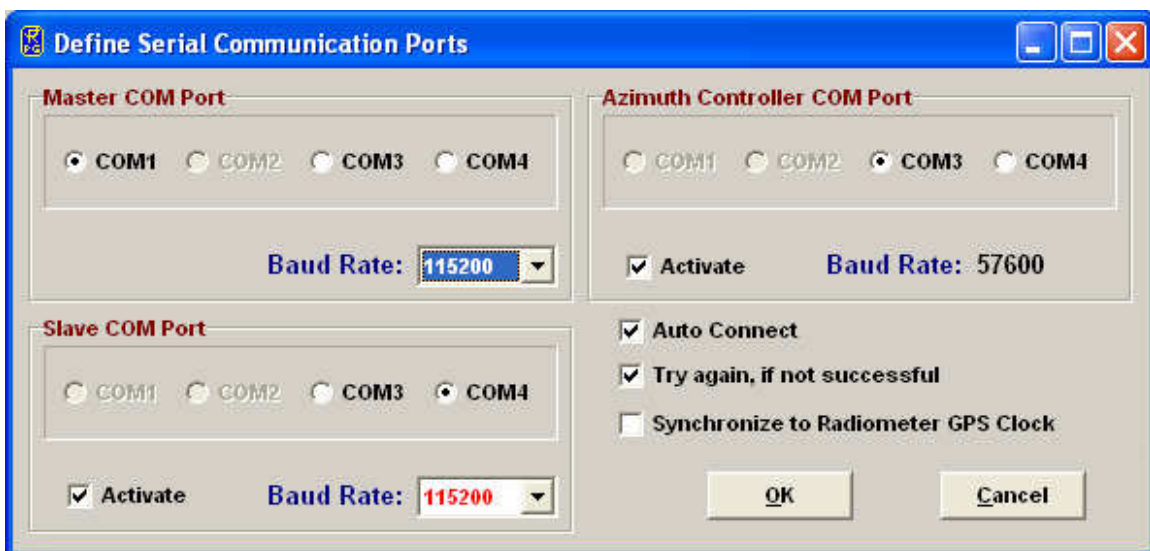 Define Serial Communication Ports
Master COM Port
COM1 COM2 COM3 COM4
Baud Rate: 115200
Azimuth Controller COM Port
COM1 COM2 COM3 COM4
Activate Baud Rate: 57600
Slave COM Port
COM1 COM2 COM3 COM4
Activate Baud Rate: 115200
Auto Connect
Try again, if not successful
Synchronize to Radiometer GPS Clock
OK Cancel